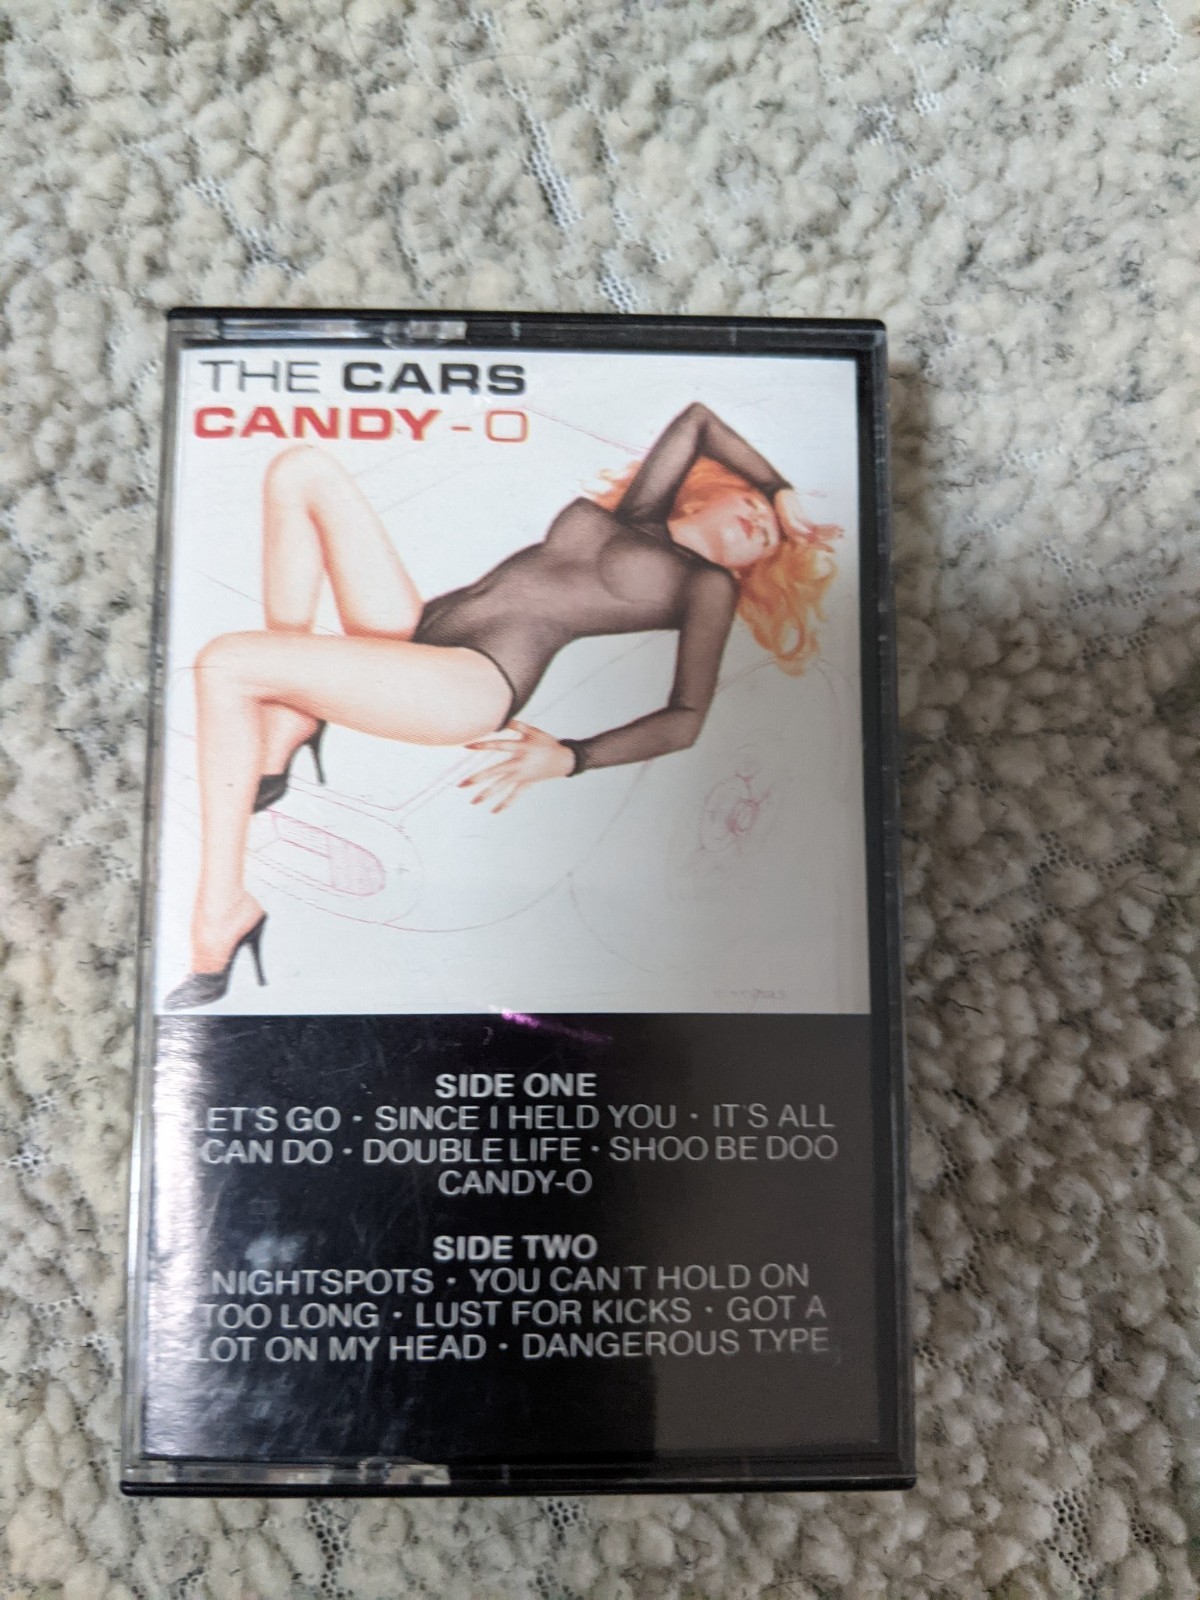 THE CARS
CANDY-O
SIDE ONE
LET'S GO · SINCE I HELD YOU · IT'S ALL
CAN DO · DOUBLE LIFE · SHOO BE DOO
CANDY-O
SIDE TWO
NIGHTSPOTS · YOU CAN'T HOLD ON
TOO LONG · LUST FOR KICKS · GOT A
LOT ON MY HEAD · DANGEROUS TYPE